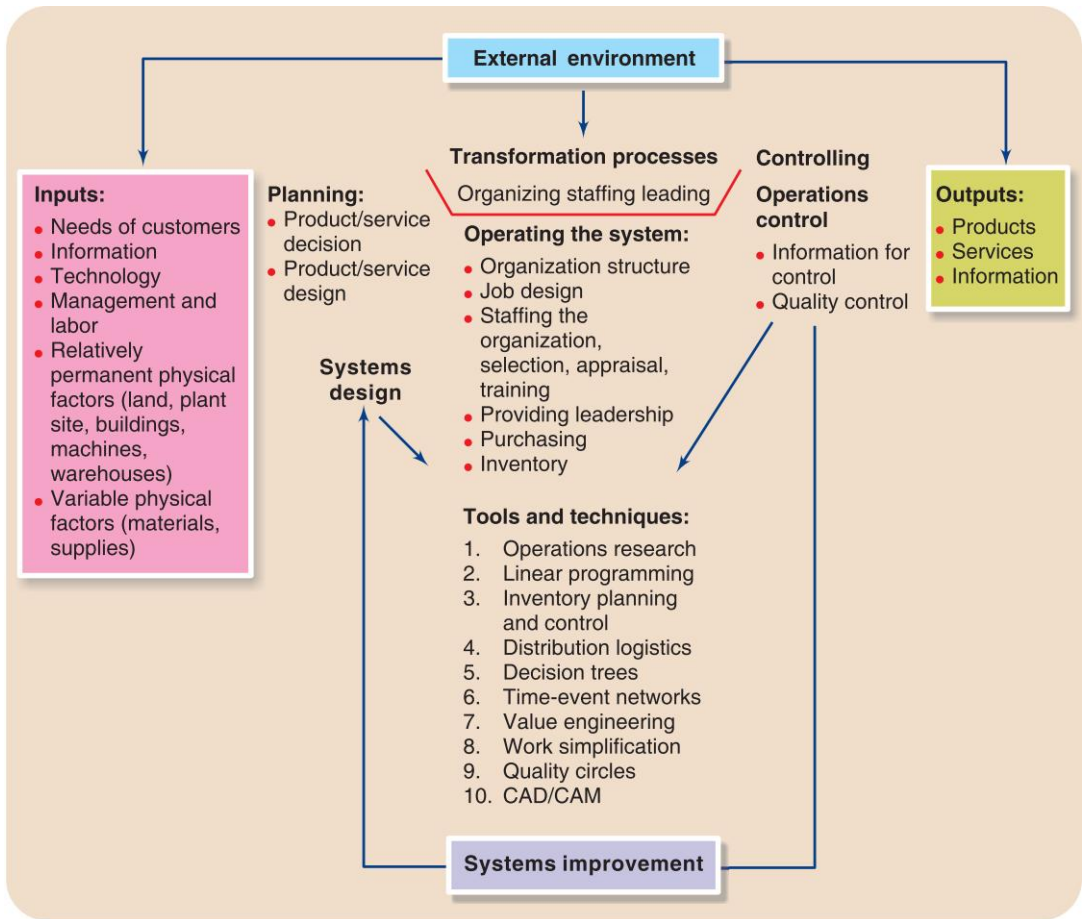 External environment
Inputs:
• Needs of customers
• Information
• Technology
• Management and
labor
• Relatively
permanent physical
factors (land, plant
site, buildings,
machines,
warehouses)
• Variable physical
factors (materials,
supplies)
Planning:
• Product/service
decision
• Product/service
design
Systems
design
Transformation processes
Organizing staffing leading
Operating the system:
• Organization structure
• Job design
• Staffing the
organization,
selection, appraisal,
training
• Providing leadership
• Purchasing
• Inventory
Tools and techniques:
1. Operations research
2. Linear programming
3. Inventory planning
and control
4. Distribution logistics
5. Decision trees
6. Time-event networks
7. Value engineering
8. Work simplification
9. Quality circles
10. CAD/CAM
Controlling
Operations
control
• Information for
control
• Quality control
Outputs:
• Products
• Services
• Information
Systems improvement